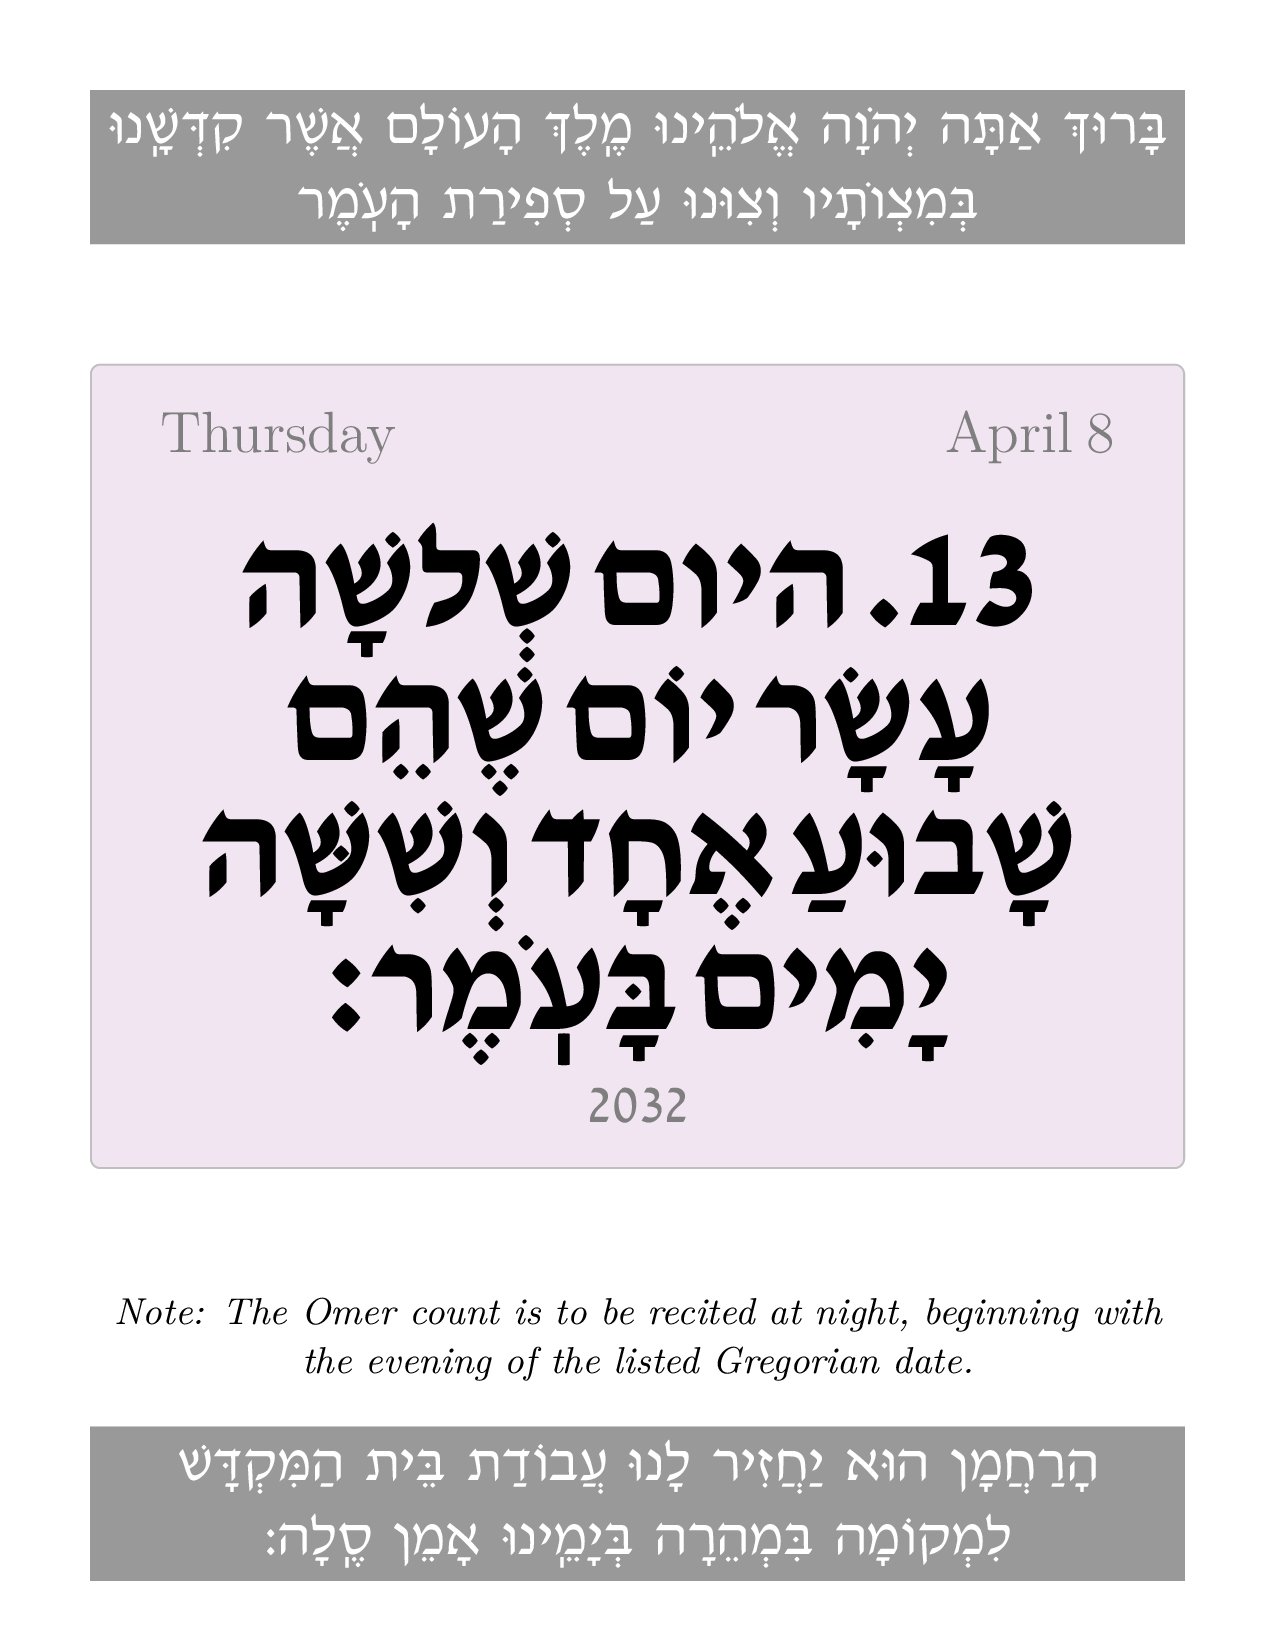 בָּרוּךְ אַתָּה יְהֹוָה אֱלֹהֵֽינוּ מֶֽלֶךְ הָעוֹלָם אֲשֶׁר קִדְּשָֽׁנוּ
בְּמִצְוֹתָיו וְצִוּנוּ עַל סְפִירַת הָעֽׂמֶר
Thursday
April 8
13. היום שְׁלשָׁה
עָשָׂר יוֹם שֶׁהֵם
שָׁבוּעַ אֶחָד וְשִׁשָּׁה
יָמִים בָּעֽׂמֶר:
2032
Note: The Omer count is to be recited at night, beginning with
the evening of the listed Gregorian date.
הָרַחֲמָן הוּא יַחֲזִיר לָנוּ עֲבוֹדַת בֵּית הַמִּקְדָּשׁ
לִמְקוֹמָהּ בִּמְהֵרָה בְּיָמֵֽינוּ אָמֵן סֶֽלָה: